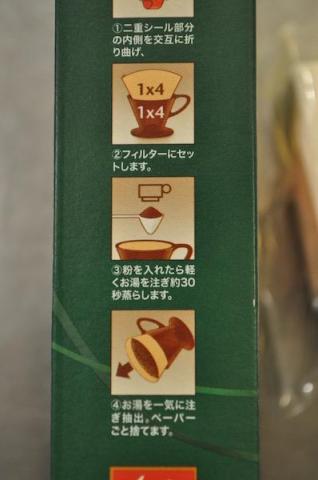 ①二重シール部分
の内側を交互に折
り曲げ、
1x4
1x4
②フィルターにセッ
トします。
③粉を入れたら軽
くお湯を注ぎ約30
秒蒸らします。
④お湯を一気に注
ぎ抽出。ペーパー
ごと捨てます。